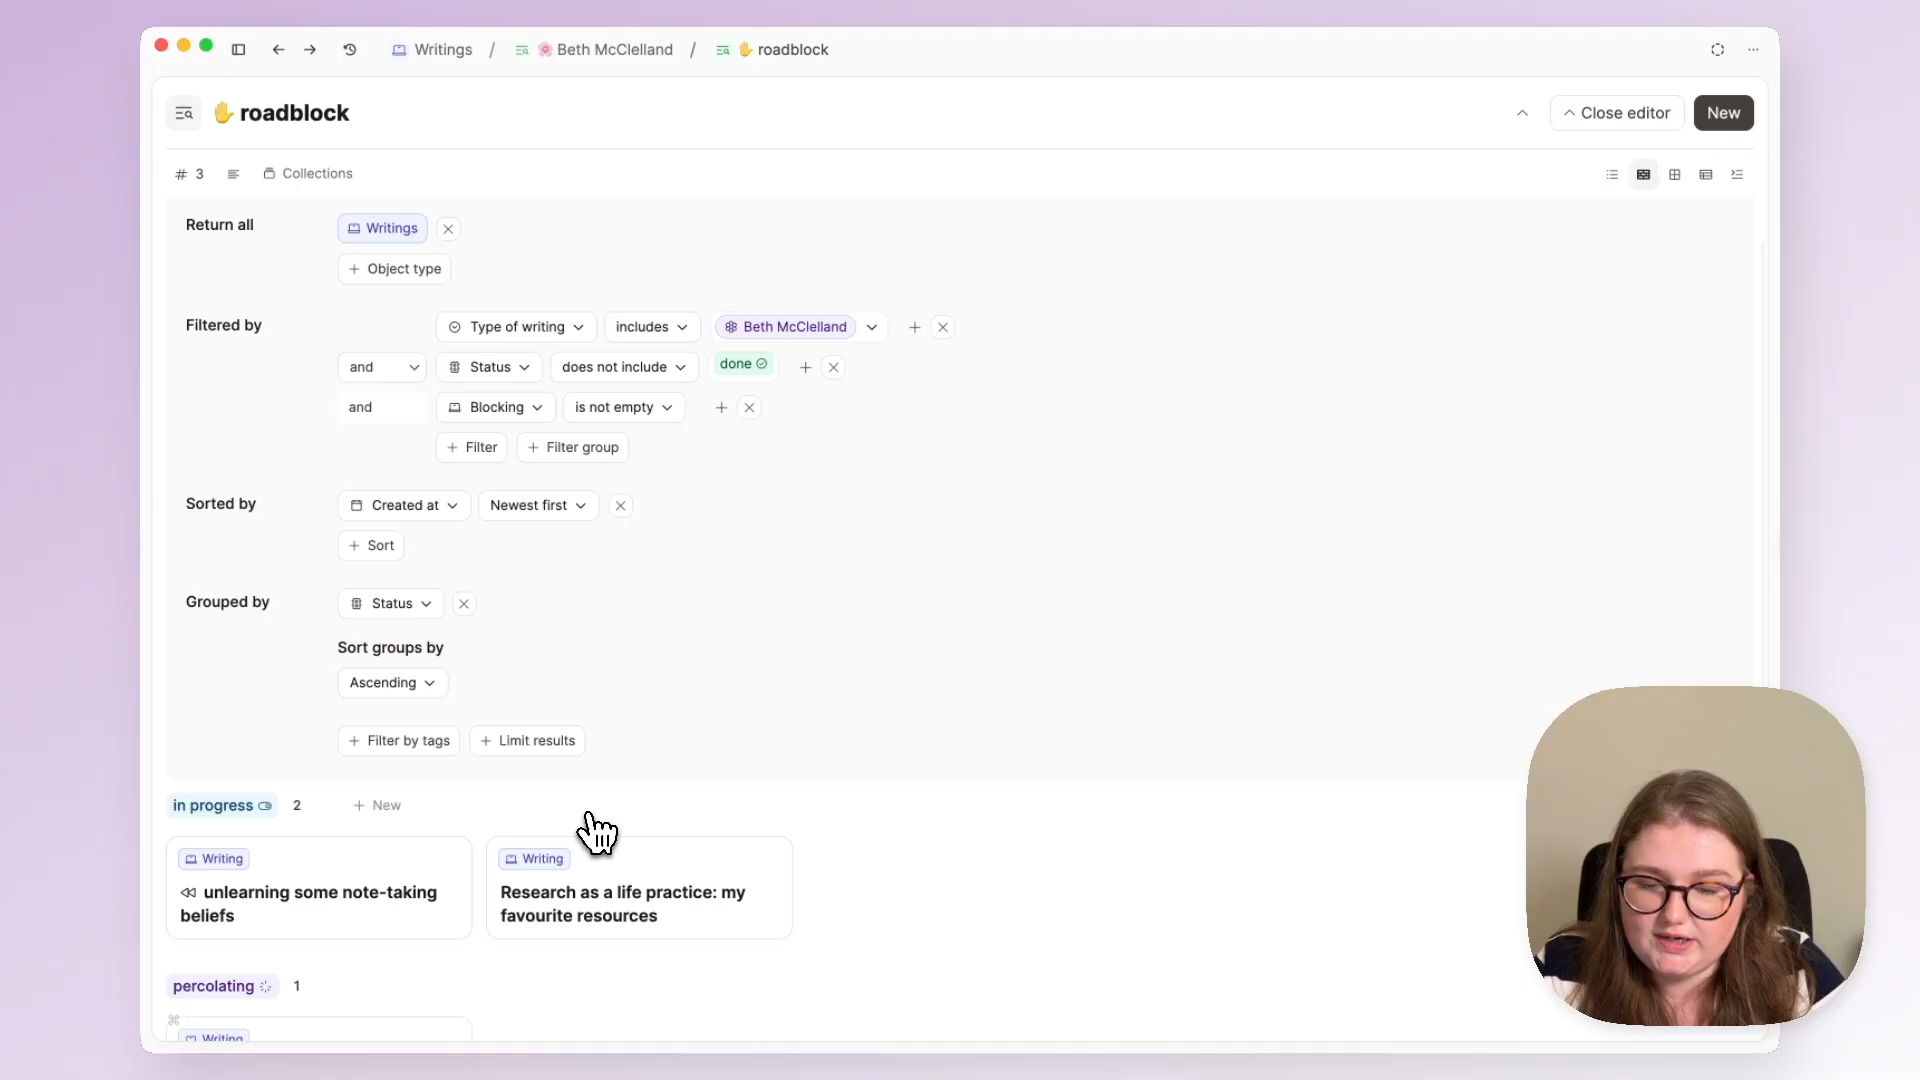 Writings / 🌸 Beth McClelland / ✋ roadblock
✋ roadblock
Close editor
New
# 3
Collections
Return all
Writings
+ Object type
Filtered by
Type of writing
includes
Beth McClelland
and
Status
does not include
done
and
Blocking
is not empty
+ Filter
+ Filter group
Sorted by
Created at
Newest first
+ Sort
Grouped by
Status
Sort groups by
Ascending
+ Filter by tags
+ Limit results
in progress 2 + New
Writing
unlearning some note-taking
beliefs
Writing
Research as a life practice: my
favourite resources
percolating 1
Writing